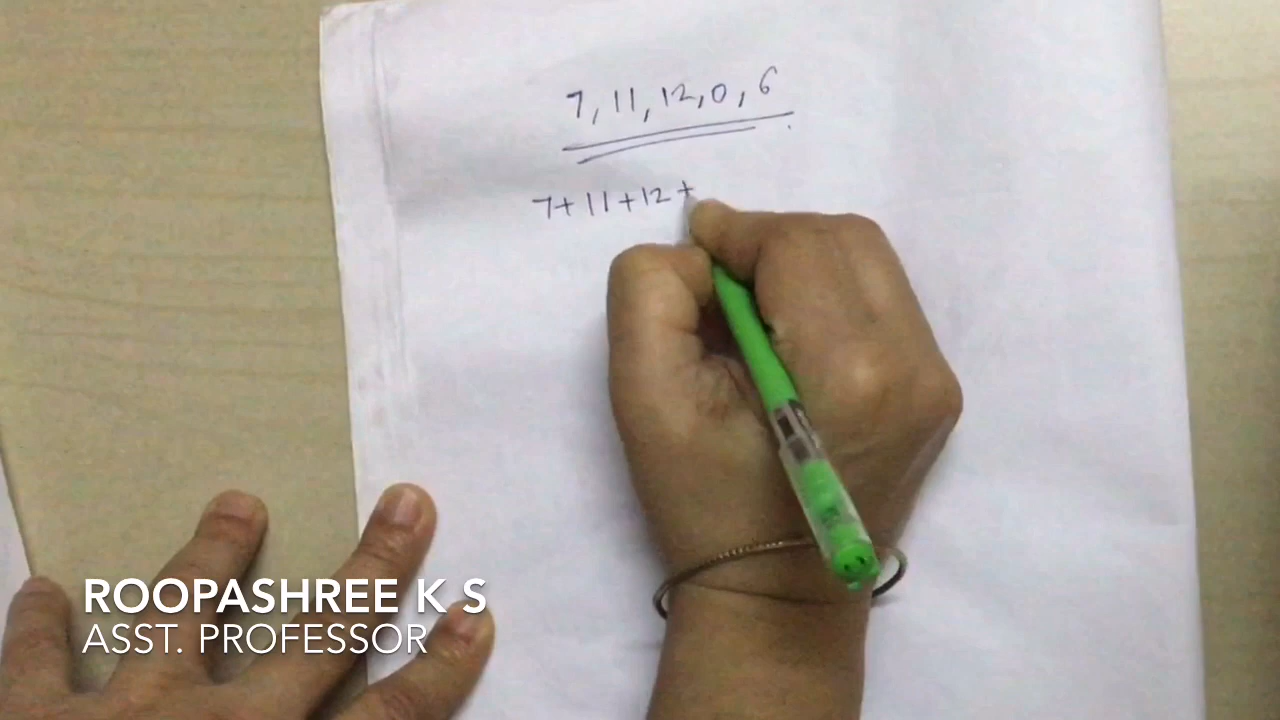 7, 11, 12, 0, 6
7+ 11 + 12 +
ROOPASHREE K S
ASST. PROFESSOR